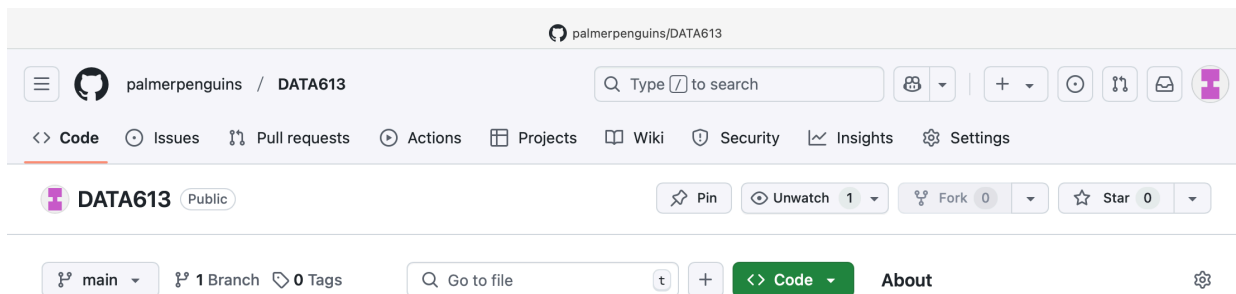 palmerpenguins/DATA613
palmerpenguins / DATA613 Type / to search
Code Issues Pull requests Actions Projects Wiki Security Insights Settings
DATA613 Public Pin Unwatch 1 Fork 0 Star 0
main 1 Branch 0 Tags Go to file t + Code About